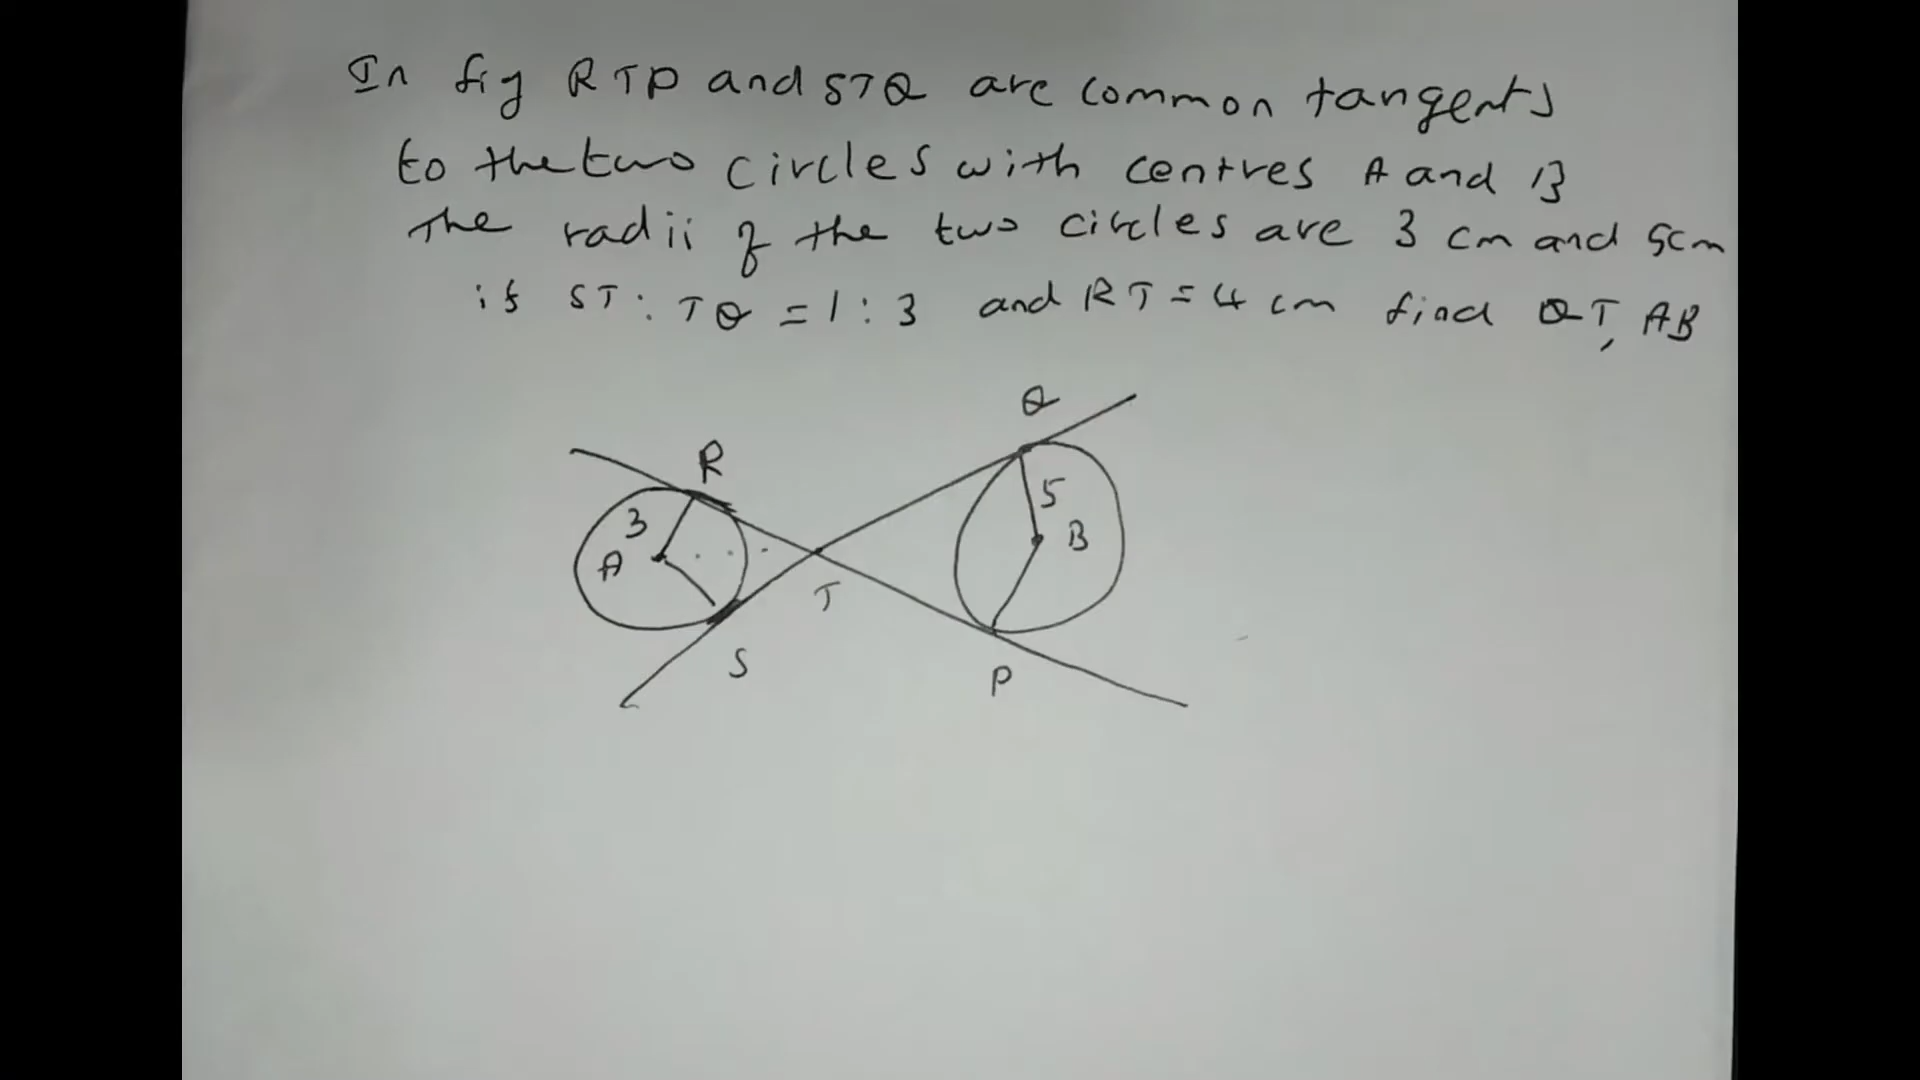 In fig RTP and STQ are common tangents
to the two circles with centres A and B
The radii of the two circles are 3 cm and 5cm
if ST : TQ = 1 : 3 and RT = 4 cm find QT, AB
Q
R
5
3
B
A
T
S
P